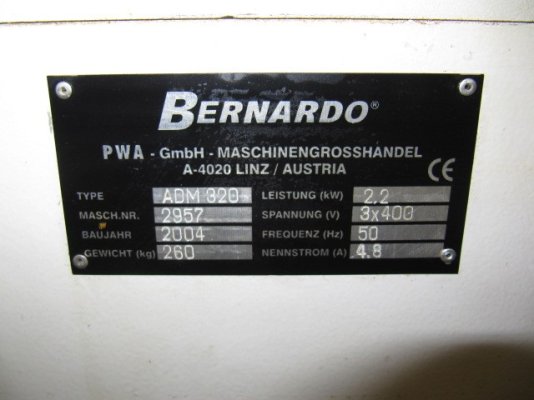 BERNARDO®
PWA - GmbH - MASCHINENGROSSHANDEL
A-4020 LINZ / AUSTRIA
CE
TYPE ADM 320 LEISTUNG (kW) 2.2
MASCH.NR. 2957 SPANNUNG (V) 3x400
BAUJAHR 2004 FREQUENZ (Hz) 50
GEWICHT (kg) 260 NENNSTROM (A) 4.8